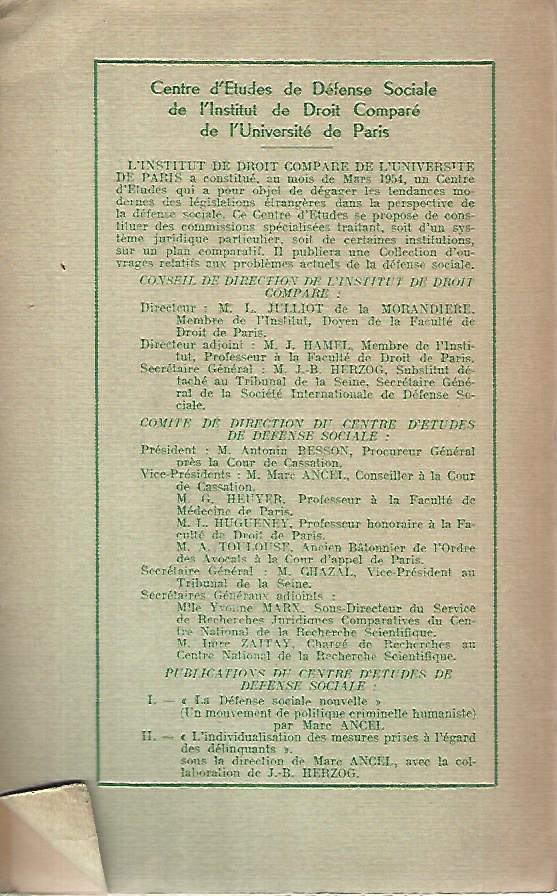 Centre d'Etudes de Défense Sociale
de l'Institut de Droit Comparé
de l'Université de Paris
L'INSTITUT DE DROIT COMPARE DE L'UNIVERSITE
DE PARIS a constitué, au mois de Mars 1954, un Centre
d'Etudes qui a pour objet de dégager les tendances mo-
dernes des législations étrangères dans la perspective de
la défense sociale. Ce Centre d'Etudes se propose de cons-
tituer des commissions spécialisées traitant, soit d'un sys-
tème juridique particulier, soit de certaines institutions,
sur un plan comparatif. Il publiera une Collection d'ou-
vrages relatifs aux problèmes actuels de la défense sociale.
CONSEIL DE DIRECTION DE L'INSTITUT DE DROIT
COMPARE :
Directeur : M. L. JULLIOT de la MORANDIERE,
Membre de l'Institut, Doyen de la Faculté de
Droit de Paris.
Directeur adjoint : M. J. HAMEL, Membre de l'Insti-
tut, Professeur à la Faculté de Droit de Paris.
Secrétaire Général : M. J.-B. HERZOG, Substitut dé-
taché au Tribunal de la Seine, Secrétaire Géné-
ral de la Société Internationale de Défense So-
ciale.
COMITE DE DIRECTION DU CENTRE D'ETUDES
DE DEFENSE SOCIALE :
Président : M. Antonin BESSON, Procureur Général
près la Cour de Cassation.
Vice-Présidents : M. Marc ANCEL, Conseiller à la Cour
de Cassation.
M. G. HEUYER, Professeur à la Faculté de
Médecine de Paris.
M. L. HUGUENEY, Professeur honoraire à la Fa-
culté de Droit de Paris.
M. A. TOULOUSE, Ancien Bâtonnier de l'Ordre
des Avocats à la Cour d'appel de Paris.
Secrétaire Général : M. CHAZAL, Vice-Président au
Tribunal de la Seine.
Secrétaires Généraux adjoints :
Mlle Yvonne MARX, Sous-Directeur du Service
de Recherches Juridiques Comparatives du Cen-
tre National de la Recherche Scientifique.
M. Imre ZAJTAY, Chargé de Recherches au
Centre National de la Recherche Scientifique.
PUBLICATIONS DU CENTRE D'ETUDES DE
DEFENSE SOCIALE :
I. — « La Défense sociale nouvelle »
(Un mouvement de politique criminelle humaniste)
par Marc ANCEL
II. — « L'individualisation des mesures prises à l'égard
des délinquants ».
sous la direction de Marc ANCEL, avec la col-
laboration de J.-B. HERZOG.